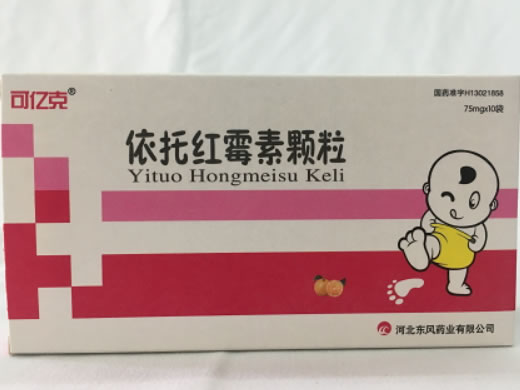 可亿克®
国药准字H13021858
75mgx10袋
依托红霉素颗粒
Yituo Hongmeisu Keli
河北东风药业有限公司